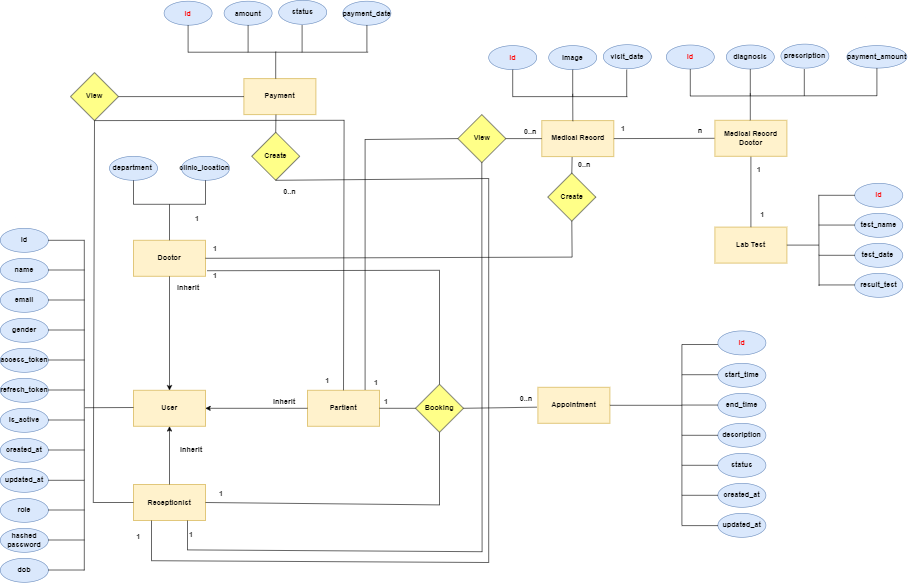 id
amount
status
payment_date
View
Payment
Create
0..n
id
image
visit_date
id
diagnosis
prescription
payment_amount
View
0..n
Medical Record
1
n
Medical Record
Doctor
0..n
Create
1
1
Lab Test
id
test_name
test_date
result_test
department
clinic_location
1
Doctor
1
1
Inherit
id
name
email
gender
access_token
refresh_token
is_active
created_at
updated_at
role
hashed
password
dob
User
Inherit
1
1
Partient
1
Booking
0..n
Appointment
Inherit
Receptionist
1
1
1
id
start_time
end_time
description
status
created_at
updated_at